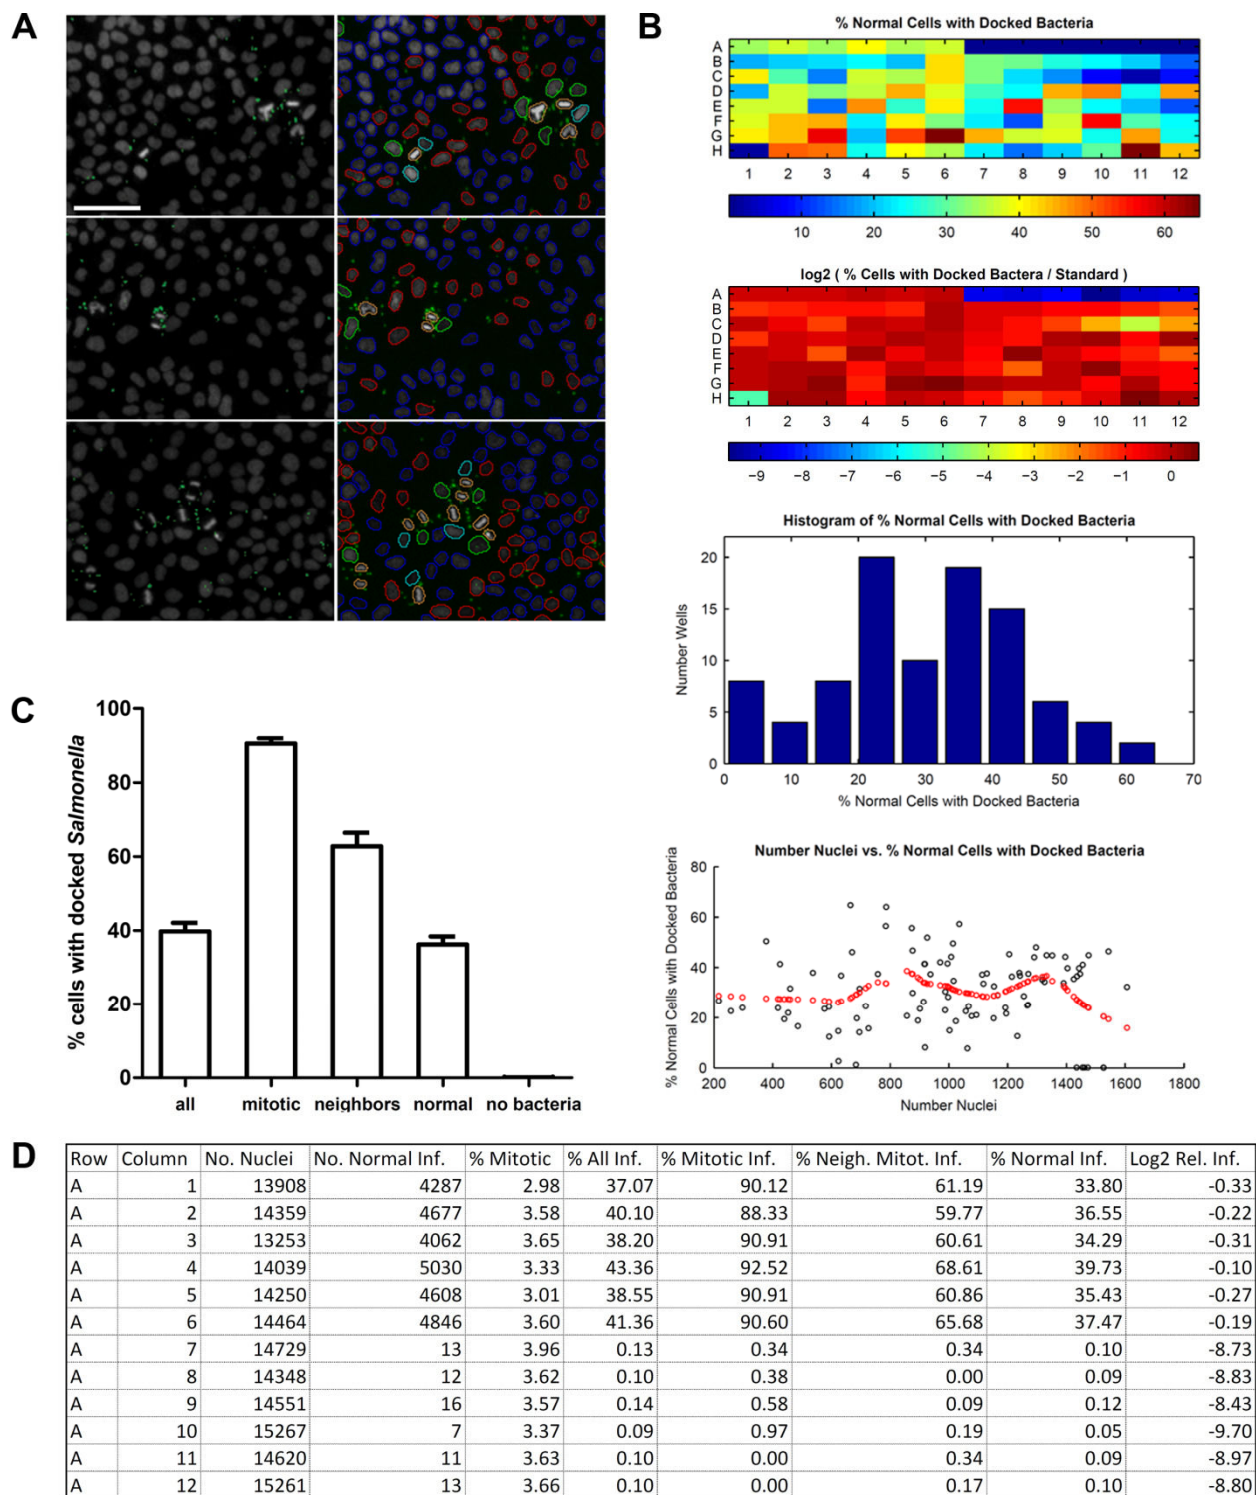 A
B
% Normal Cells with Docked Bacteria
A
B
C
D
E
F
G
H
1 2 3 4 5 6 7 8 9 10 11 12
10 20 30 40 50 60
log2 ( % Cells with Docked Bactera / Standard )
A
B
C
D
E
F
G
H
1 2 3 4 5 6 7 8 9 10 11 12
−9 −8 −7 −6 −5 −4 −3 −2 −1 0
Histogram of % Normal Cells with Docked Bacteria
Number Wells
20
15
10
5
0
0 10 20 30 40 50 60 70
% Normal Cells with Docked Bacteria
C
% cells with docked Salmonella
100
80
60
40
20
0
all mitotic neighbors normal no bacteria
Number Nuclei vs. % Normal Cells with Docked Bacteria
% Normal Cells with Docked Bacteria
80
60
40
20
0
200 400 600 800 1000 1200 1400 1600 1800
Number Nuclei
D
Row Column No. Nuclei No. Normal Inf. % Mitotic % All Inf. % Mitotic Inf. % Neigh. Mitot. Inf. % Normal Inf. Log2 Rel. Inf.
A 1 13908 4287 2.98 37.07 90.12 61.19 33.80 -0.33
A 2 14359 4677 3.58 40.10 88.33 59.77 36.55 -0.22
A 3 13253 4062 3.65 38.20 90.91 60.61 34.29 -0.31
A 4 14039 5030 3.33 43.36 92.52 68.61 39.73 -0.10
A 5 14250 4608 3.01 38.55 90.91 60.86 35.43 -0.27
A 6 14464 4846 3.60 41.36 90.60 65.68 37.47 -0.19
A 7 14729 13 3.96 0.13 0.34 0.34 0.10 -8.73
A 8 14348 12 3.62 0.10 0.38 0.00 0.09 -8.83
A 9 14551 16 3.57 0.14 0.58 0.09 0.12 -8.43
A 10 15267 7 3.37 0.09 0.97 0.19 0.05 -9.70
A 11 14620 11 3.63 0.10 0.00 0.34 0.09 -8.97
A 12 15261 13 3.66 0.10 0.00 0.17 0.10 -8.80